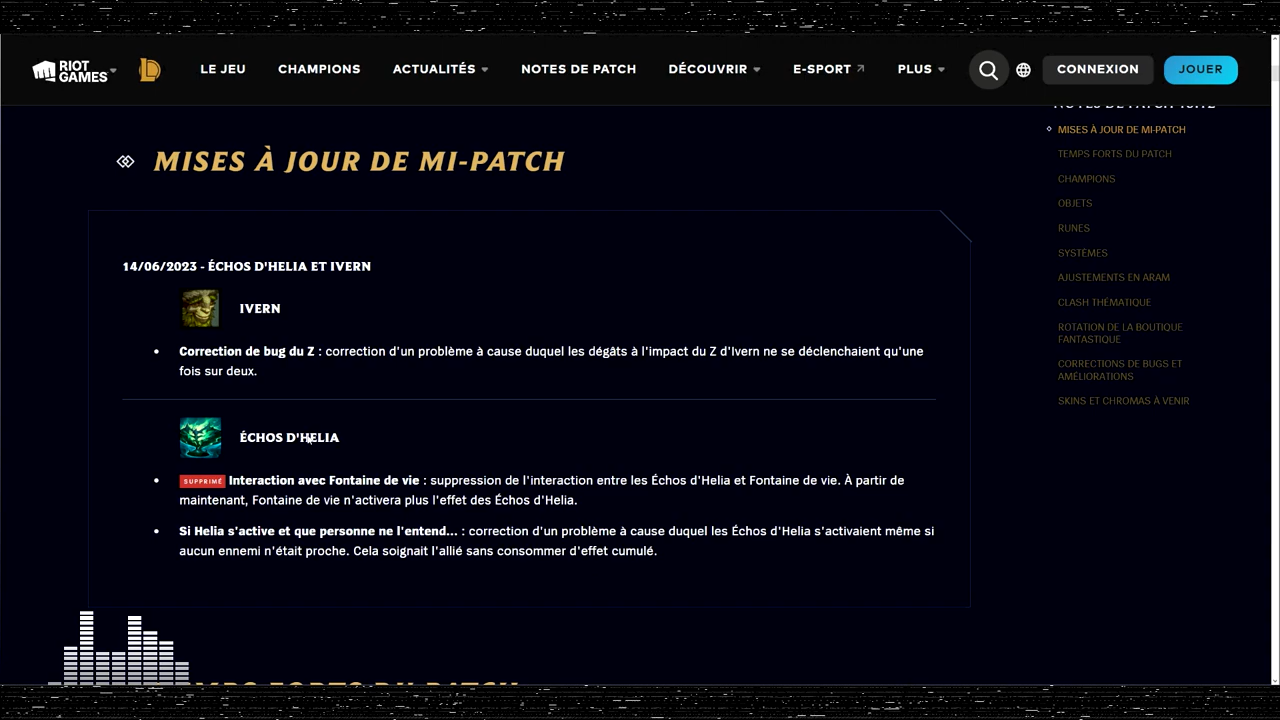 RIOT GAMES
LE JEU
CHAMPIONS
ACTUALITÉS
NOTES DE PATCH
DÉCOUVRIR
E-SPORT
PLUS
CONNEXION
JOUER
MISES À JOUR DE MI-PATCH
14/06/2023 - ÉCHOS D'HELIA ET IVERN
IVERN
• Correction de bug du Z : correction d'un problème à cause duquel les dégâts à l'impact du Z d'Ivern ne se déclenchaient qu'une
fois sur deux.
ÉCHOS D'HELIA
• SUPPRIMÉ Interaction avec Fontaine de vie : suppression de l'interaction entre les Échos d'Helia et Fontaine de vie. À partir de
maintenant, Fontaine de vie n'activera plus l'effet des Échos d'Helia.
• Si Helia s'active et que personne ne l'entend... : correction d'un problème à cause duquel les Échos d'Helia s'activaient même si
aucun ennemi n'était proche. Cela soignait l'allié sans consommer d'effet cumulé.
MISES À JOUR DE MI-PATCH
TEMPS FORTS DU PATCH
CHAMPIONS
OBJETS
RUNES
SYSTÈMES
AJUSTEMENTS EN ARAM
CLASH THÉMATIQUE
ROTATION DE LA BOUTIQUE
FANTASTIQUE
CORRECTIONS DE BUGS ET
AMÉLIORATIONS
SKINS ET CHROMAS À VENIR